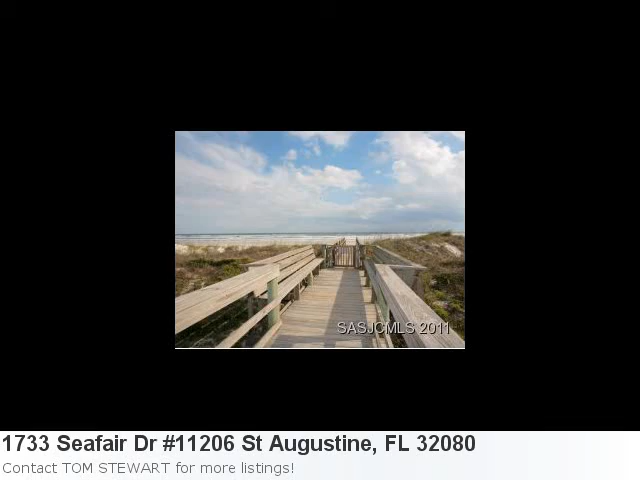 SASJCMLS 2011
1733 Seafair Dr #11206 St Augustine, FL 32080
Contact TOM STEWART for more listings!